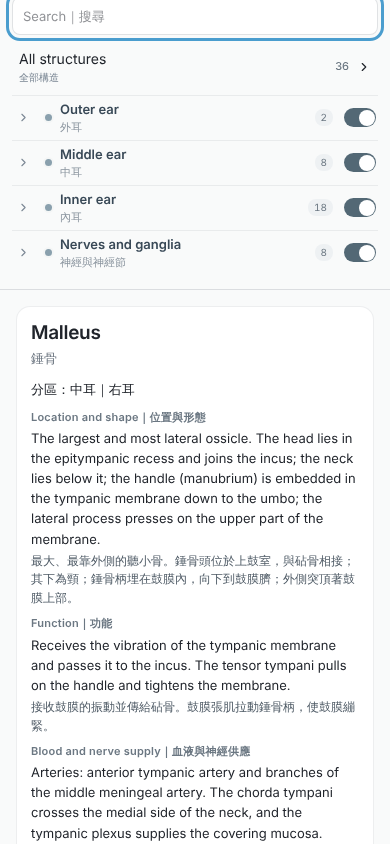 Search｜搜尋
All structures
36
全部構造
Outer ear
2
外耳
Middle ear
8
中耳
Inner ear
18
內耳
Nerves and ganglia
8
神經與神經節
Malleus
錘骨
分區：中耳｜右耳
Location and shape｜位置與形態
The largest and most lateral ossicle. The head lies in
the epitympanic recess and joins the incus; the neck
lies below it; the handle (manubrium) is embedded in
the tympanic membrane down to the umbo; the
lateral process presses on the upper part of the
membrane.
最大、最靠外側的聽小骨。錘骨頭位於上鼓室，與砧骨相接；
其下為頸；錘骨柄埋在鼓膜內，向下到鼓膜臍；外側突頂著鼓
膜上部。
Function｜功能
Receives the vibration of the tympanic membrane
and passes it to the incus. The tensor tympani pulls
on the handle and tightens the membrane.
接收鼓膜的振動並傳給砧骨。鼓膜張肌拉動錘骨柄，使鼓膜繃
緊。
Blood and nerve supply｜血液與神經供應
Arteries: anterior tympanic artery and branches of
the middle meningeal artery. The chorda tympani
crosses the medial side of the neck, and the
tympanic plexus supplies the covering mucosa.